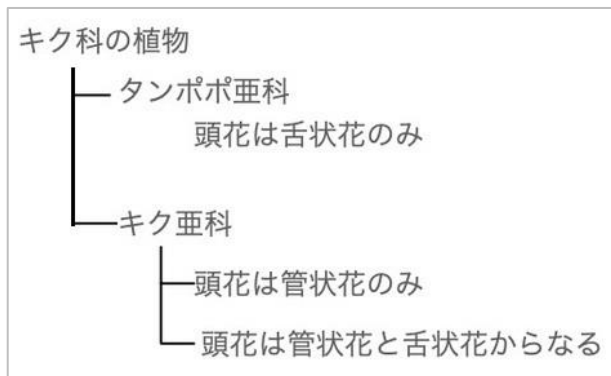 キク科の植物
タンポポ亜科
頭花は舌状花のみ
キク亜科
頭花は管状花のみ
頭花は管状花と舌状花からなる